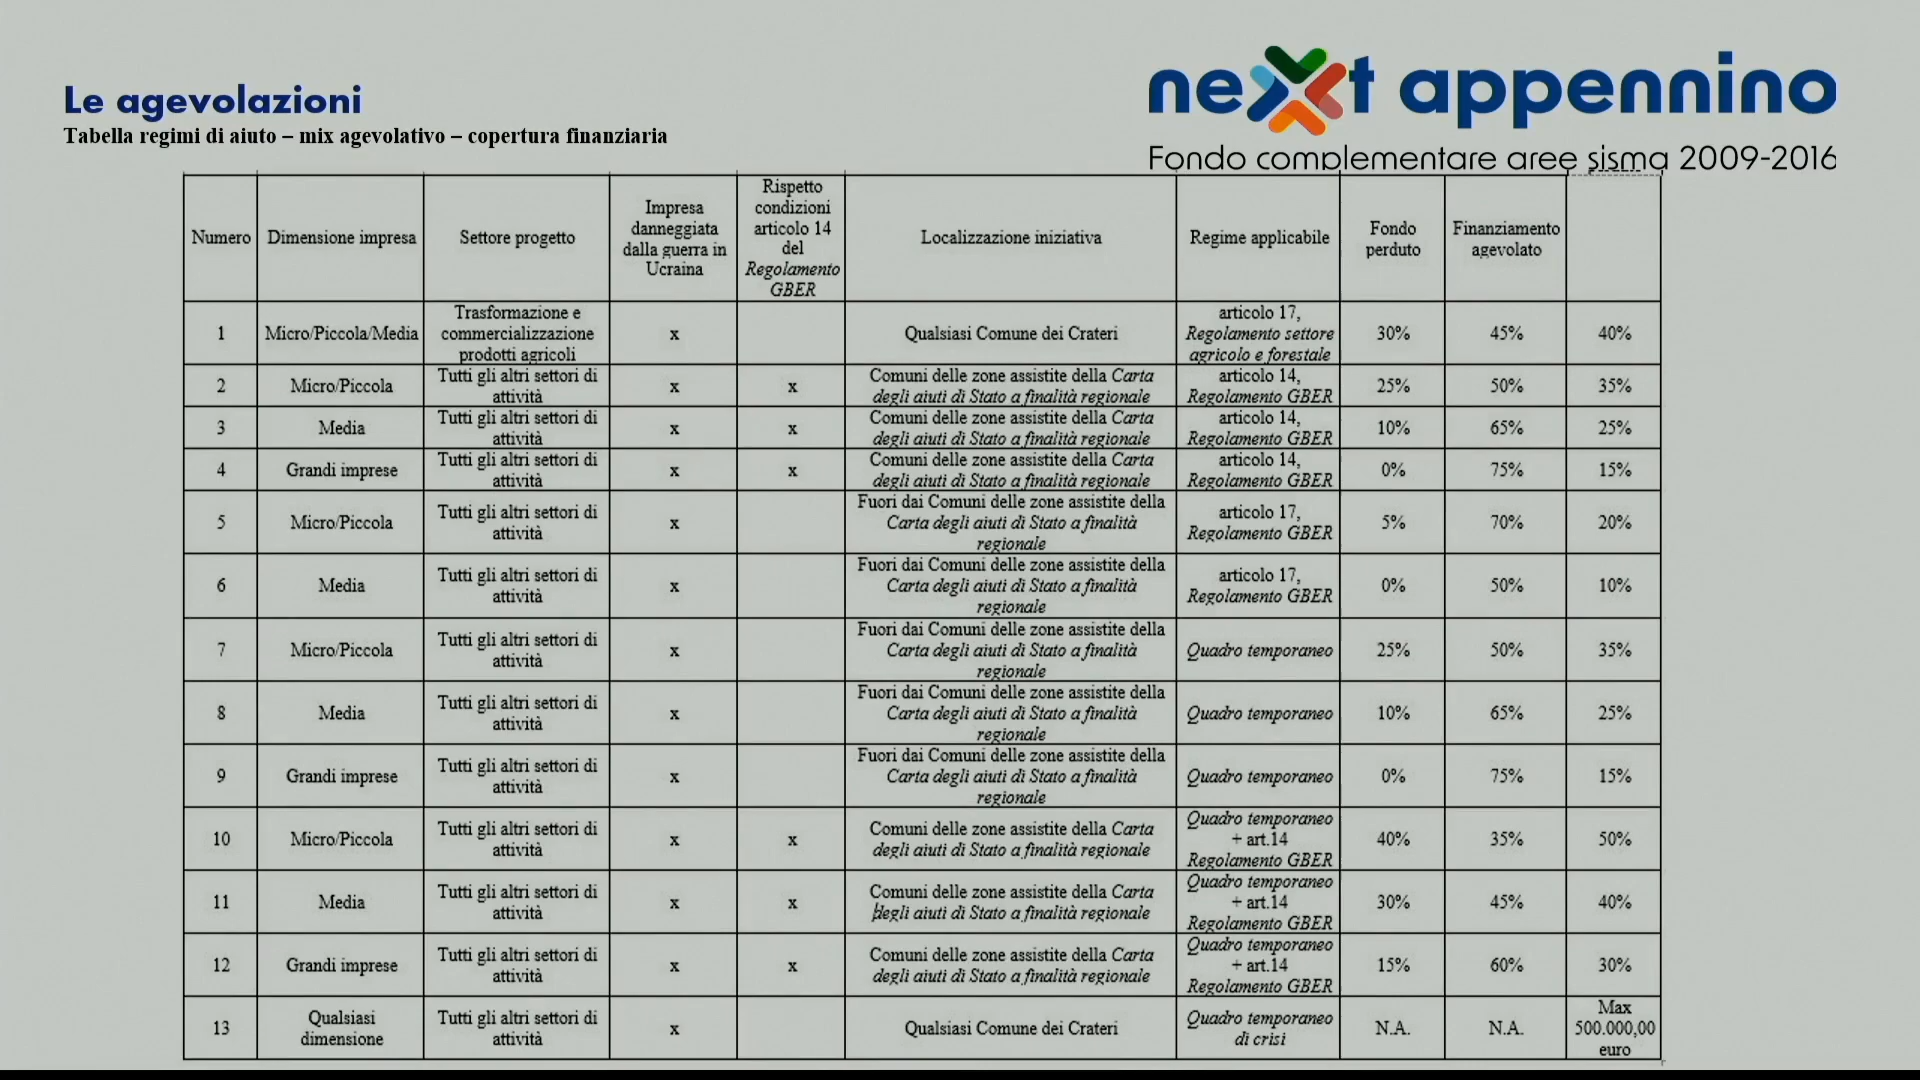 next appennino
Fondo complementare aree sisma 2009-2016
Le agevolazioni
Tabella regimi di aiuto – mix agevolativo – copertura finanziaria
Numero
Dimensione impresa
Settore progetto
Impresa
danneggiata
dalla guerra in
Ucraina
Rispetto
condizioni
articolo 14
del
Regolamento
GBER
Localizzazione iniziativa
Regime applicabile
Fondo
perduto
Finanziamento
agevolato
1
Micro/Piccola/Media
Trasformazione e
commercializzazione
prodotti agricoli
x
Qualsiasi Comune dei Crateri
articolo 17,
Regolamento settore
agricolo e forestale
30%
45%
40%
2
Micro/Piccola
Tutti gli altri settori di
attività
x
x
Comuni delle zone assistite della Carta
degli aiuti di Stato a finalità regionale
articolo 14,
Regolamento GBER
25%
50%
35%
3
Media
Tutti gli altri settori di
attività
x
x
Comuni delle zone assistite della Carta
degli aiuti di Stato a finalità regionale
articolo 14,
Regolamento GBER
10%
65%
25%
4
Grandi imprese
Tutti gli altri settori di
attività
x
x
Comuni delle zone assistite della Carta
degli aiuti di Stato a finalità regionale
articolo 14,
Regolamento GBER
0%
75%
15%
5
Micro/Piccola
Tutti gli altri settori di
attività
x
Fuori dai Comuni delle zone assistite della
Carta degli aiuti di Stato a finalità
regionale
articolo 17,
Regolamento GBER
5%
70%
20%
6
Media
Tutti gli altri settori di
attività
x
Fuori dai Comuni delle zone assistite della
Carta degli aiuti di Stato a finalità
regionale
articolo 17,
Regolamento GBER
0%
50%
10%
7
Micro/Piccola
Tutti gli altri settori di
attività
x
Fuori dai Comuni delle zone assistite della
Carta degli aiuti di Stato a finalità
regionale
Quadro temporaneo
25%
50%
35%
8
Media
Tutti gli altri settori di
attività
x
Fuori dai Comuni delle zone assistite della
Carta degli aiuti di Stato a finalità
regionale
Quadro temporaneo
10%
65%
25%
9
Grandi imprese
Tutti gli altri settori di
attività
x
Fuori dai Comuni delle zone assistite della
Carta degli aiuti di Stato a finalità
regionale
Quadro temporaneo
0%
75%
15%
10
Micro/Piccola
Tutti gli altri settori di
attività
x
x
Comuni delle zone assistite della Carta
degli aiuti di Stato a finalità regionale
Quadro temporaneo
+ art.14
Regolamento GBER
40%
35%
50%
11
Media
Tutti gli altri settori di
attività
x
x
Comuni delle zone assistite della Carta
degli aiuti di Stato a finalità regionale
Quadro temporaneo
+ art.14
Regolamento GBER
30%
45%
40%
12
Grandi imprese
Tutti gli altri settori di
attività
x
x
Comuni delle zone assistite della Carta
degli aiuti di Stato a finalità regionale
Quadro temporaneo
+ art.14
Regolamento GBER
15%
60%
30%
13
Qualsiasi
dimensione
Tutti gli altri settori di
attività
x
Qualsiasi Comune dei Crateri
Quadro temporaneo
di crisi
N.A.
N.A.
Max
500.000,00
euro